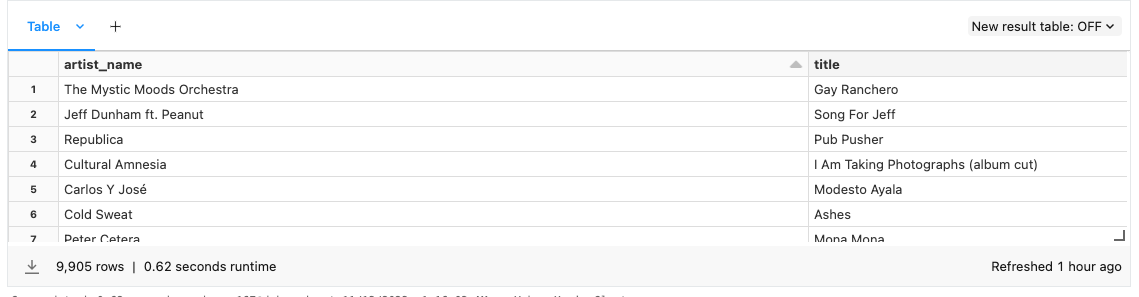 Table +
New result table: OFF
artist_name title
1 The Mystic Moods Orchestra Gay Ranchero
2 Jeff Dunham ft. Peanut Song For Jeff
3 Republica Pub Pusher
4 Cultural Amnesia I Am Taking Photographs (album cut)
5 Carlos Y José Modesto Ayala
6 Cold Sweat Ashes
7 Peter Cetera Mona Mona
9,905 rows | 0.62 seconds runtime Refreshed 1 hour ago